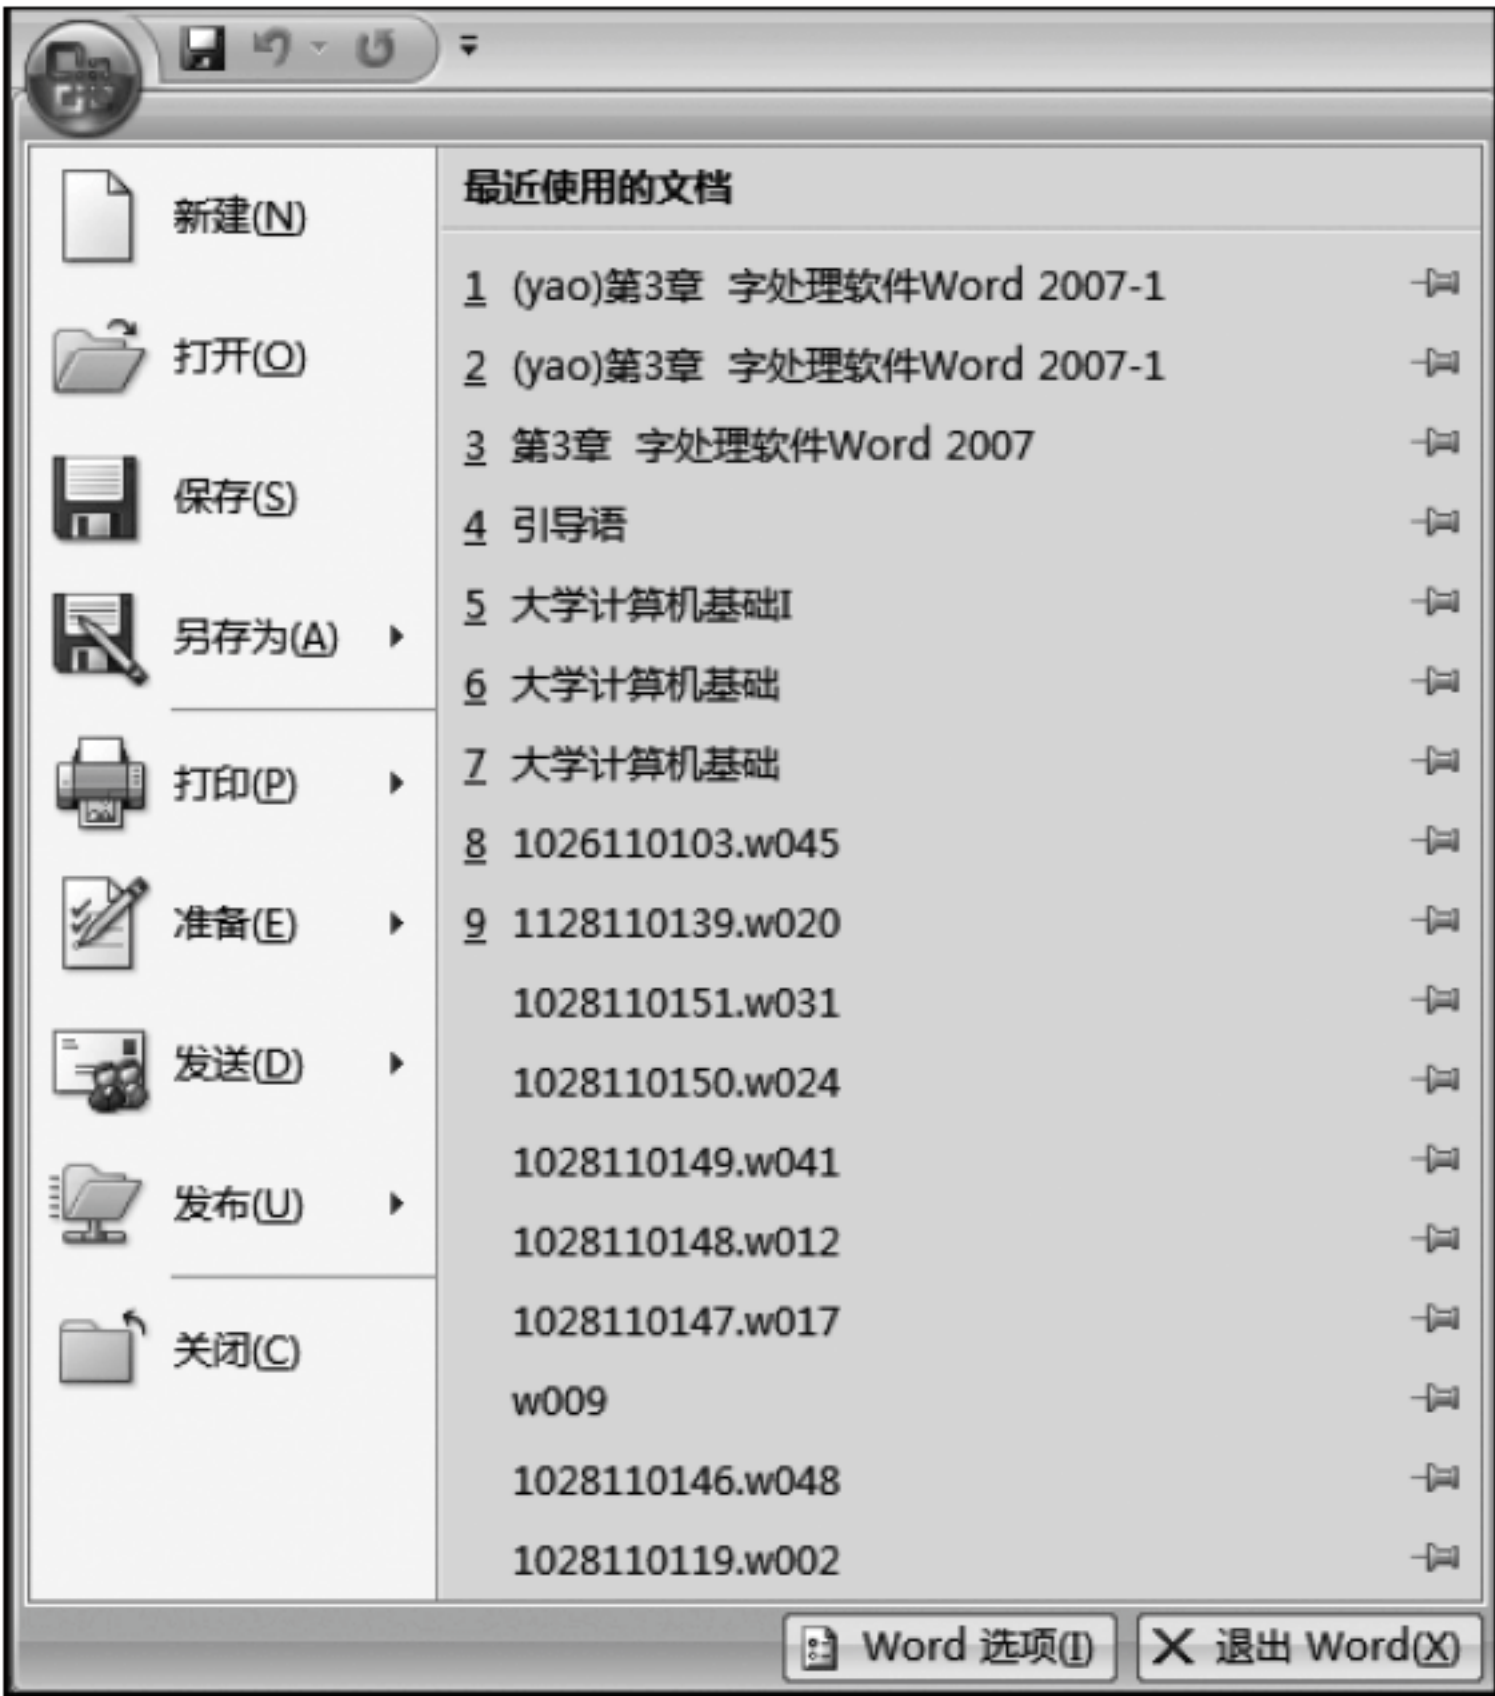 新建(N)
打开(O)
保存(S)
另存为(A)
打印(P)
准备(E)
发送(D)
发布(U)
关闭(C)
最近使用的文档
1 (yao)第3章 字处理软件Word 2007-1
2 (yao)第3章 字处理软件Word 2007-1
3 第3章 字处理软件Word 2007
4 引导语
5 大学计算机基础I
6 大学计算机基础
7 大学计算机基础
8 1026110103.w045
9 1128110139.w020
1028110151.w031
1028110150.w024
1028110149.w041
1028110148.w012
1028110147.w017
w009
1028110146.w048
1028110119.w002
Word 选项(I)
退出 Word(X)